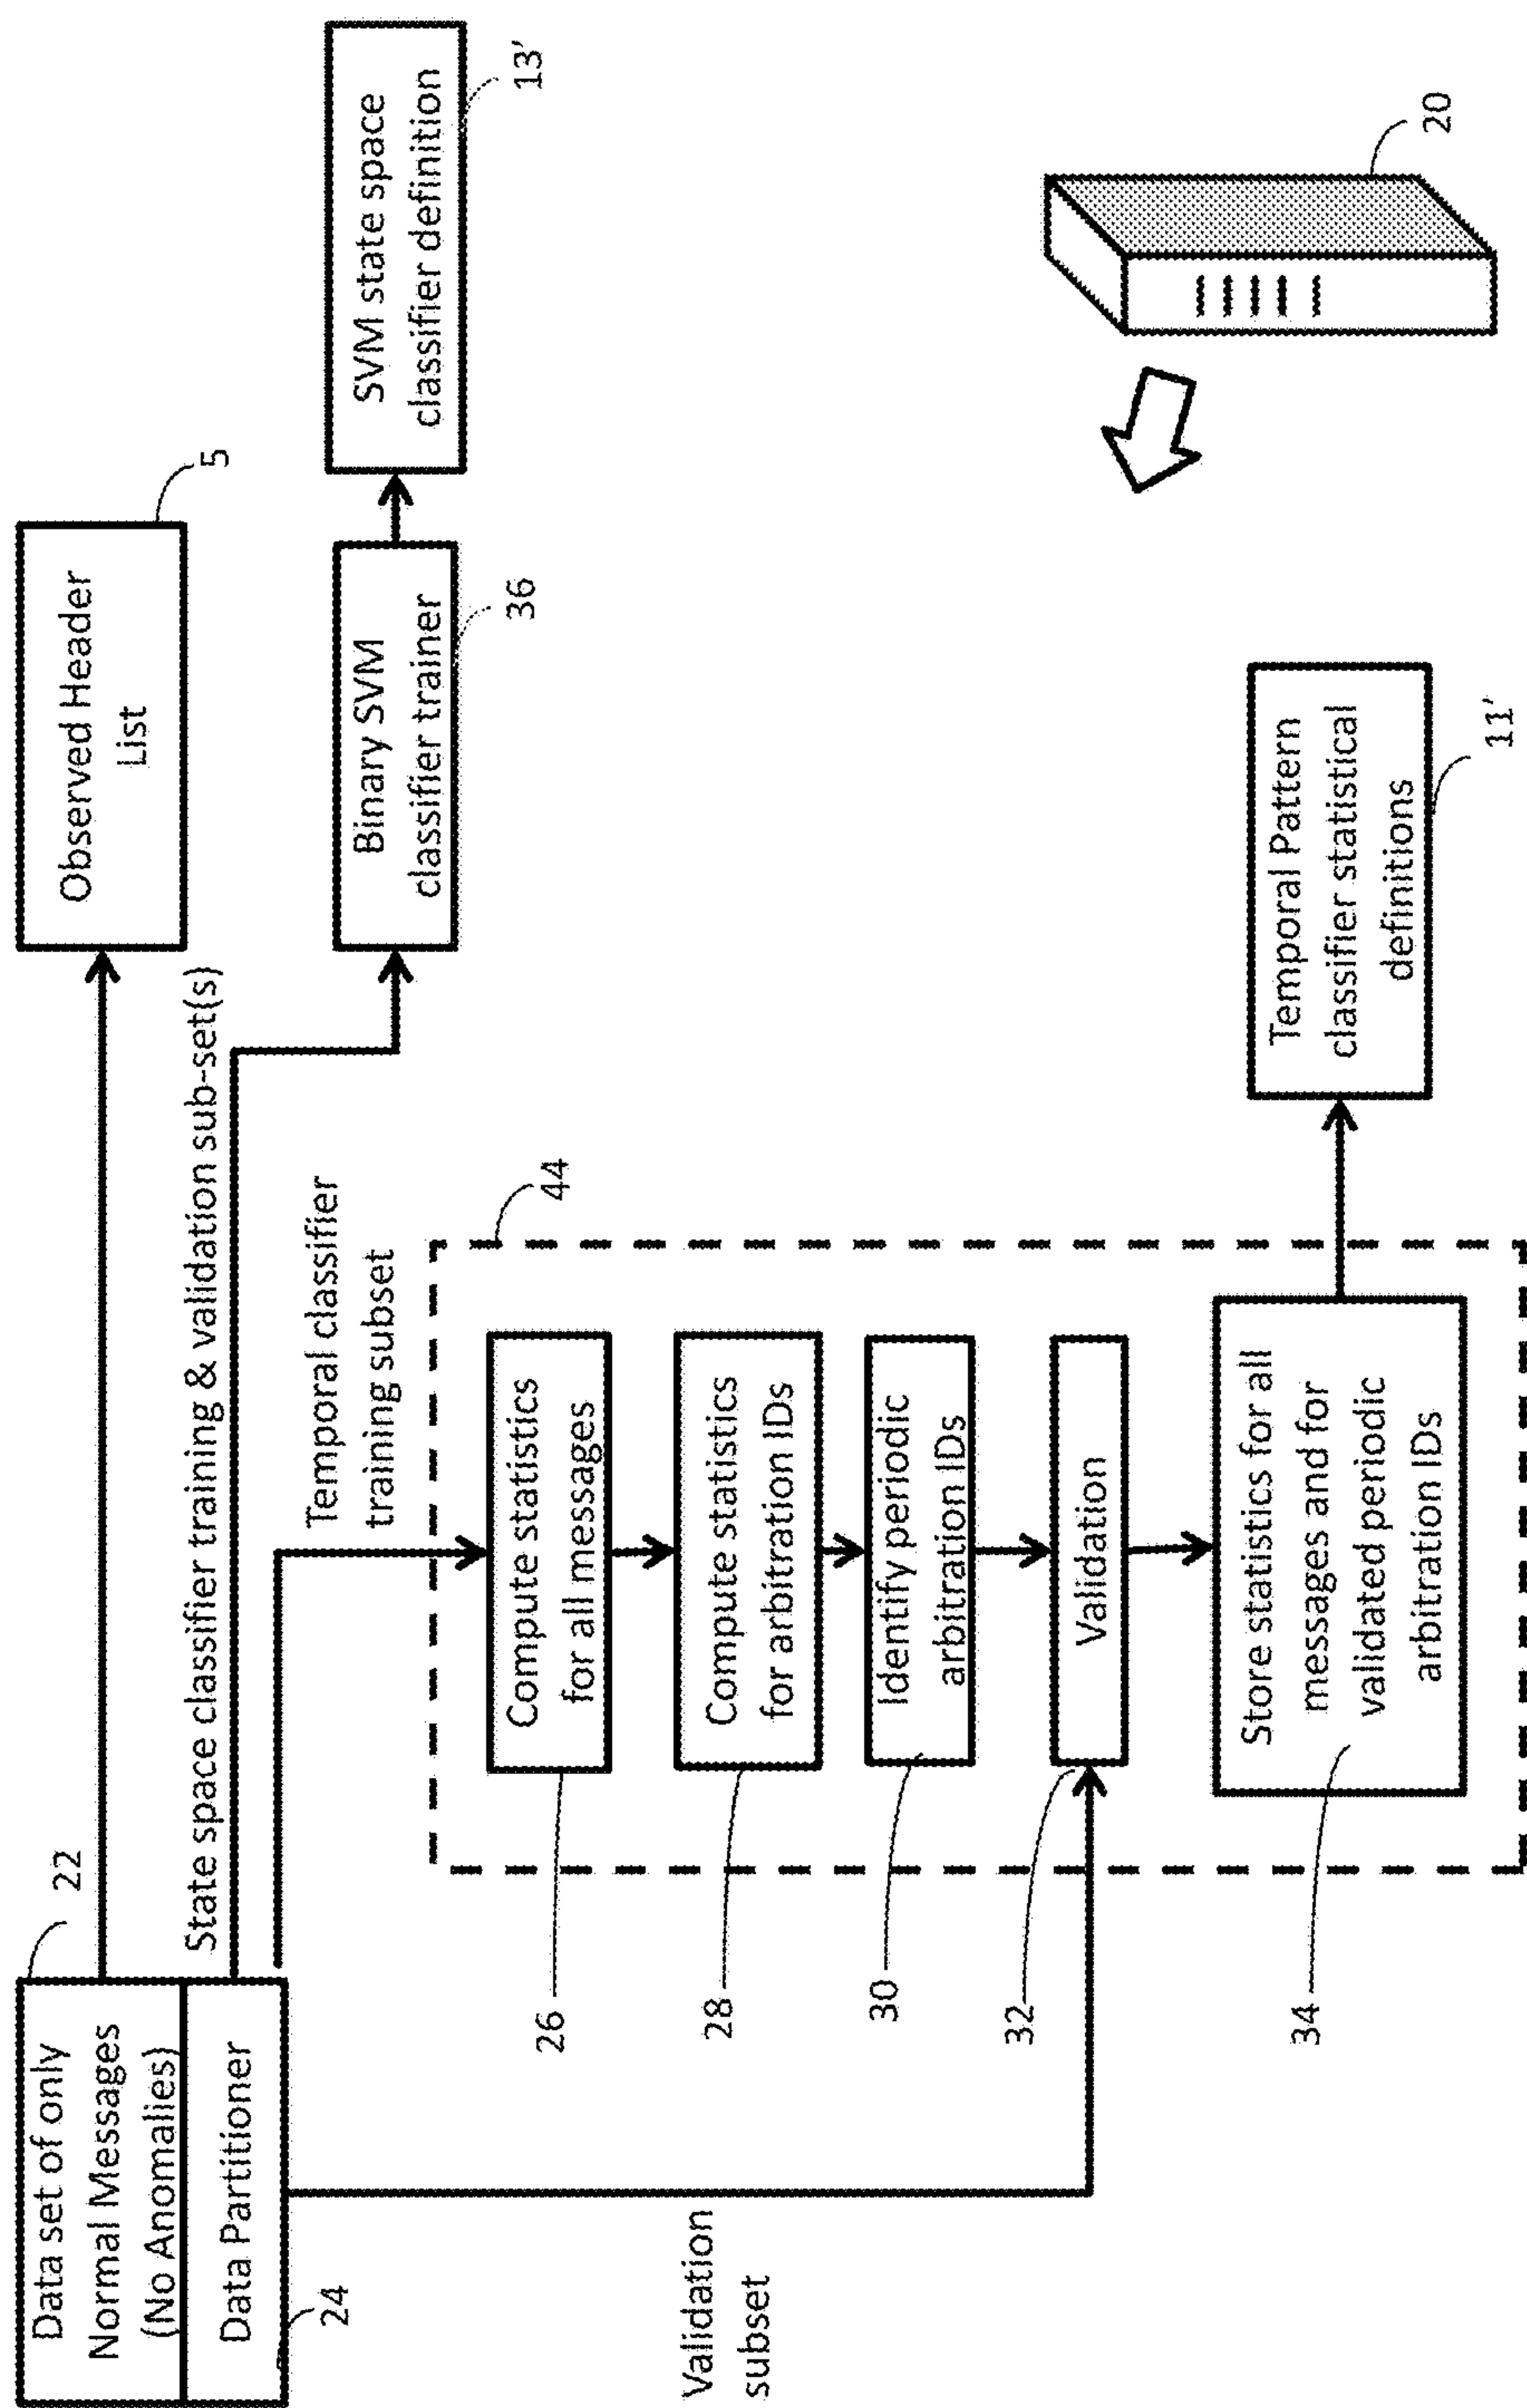 Data set of only
Normal Messages
(No Anomalies)
22
Data Partitioner
24
Observed Header
List
5
State space classifier training & validation sub-set(s)
Binary SVM
classifier trainer
36
SVM state space
classifier definition
13'
Temporal classifier
training subset
44
Compute statistics
for all messages
26
Compute statistics
for arbitration IDs
28
Identify periodic
arbitration IDs
30
Validation
32
Validation
subset
Store statistics for all
messages and for
validated periodic
arbitration IDs
34
Temporal Pattern
classifier statistical
definitions
11'
20